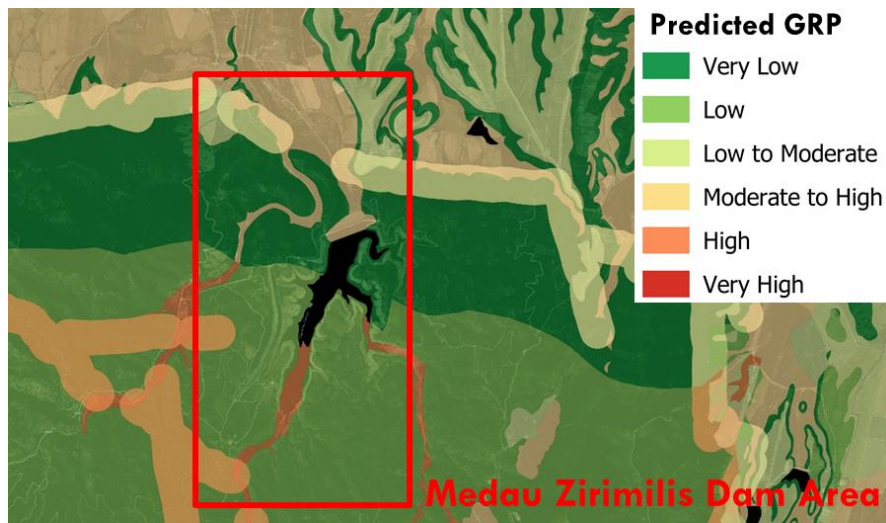 Predicted GRP
Very Low
Low
Low to Moderate
Moderate to High
High
Very High
Medau Zirimilis Dam Area